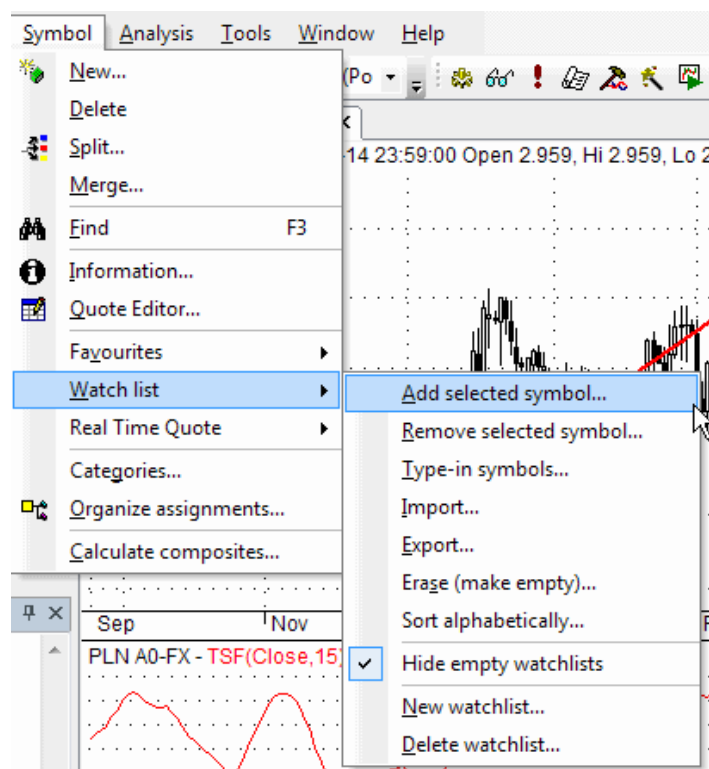 Symbol Analysis Tools Window Help
New...
(Po
Delete
Split...
-14 23:59:00 Open 2.959, Hi 2.959, Lo 2
Merge...
Find F3
Information...
Quote Editor...
Favourites
Watch list
Add selected symbol...
Real Time Quote
Remove selected symbol...
Categories...
Type-in symbols...
Organize assignments...
Import...
Calculate composites...
Export...
Erase (make empty)...
Sep Nov
Sort alphabetically...
PLN A0-FX - TSF(Close,15)
Hide empty watchlists
New watchlist...
Delete watchlist...